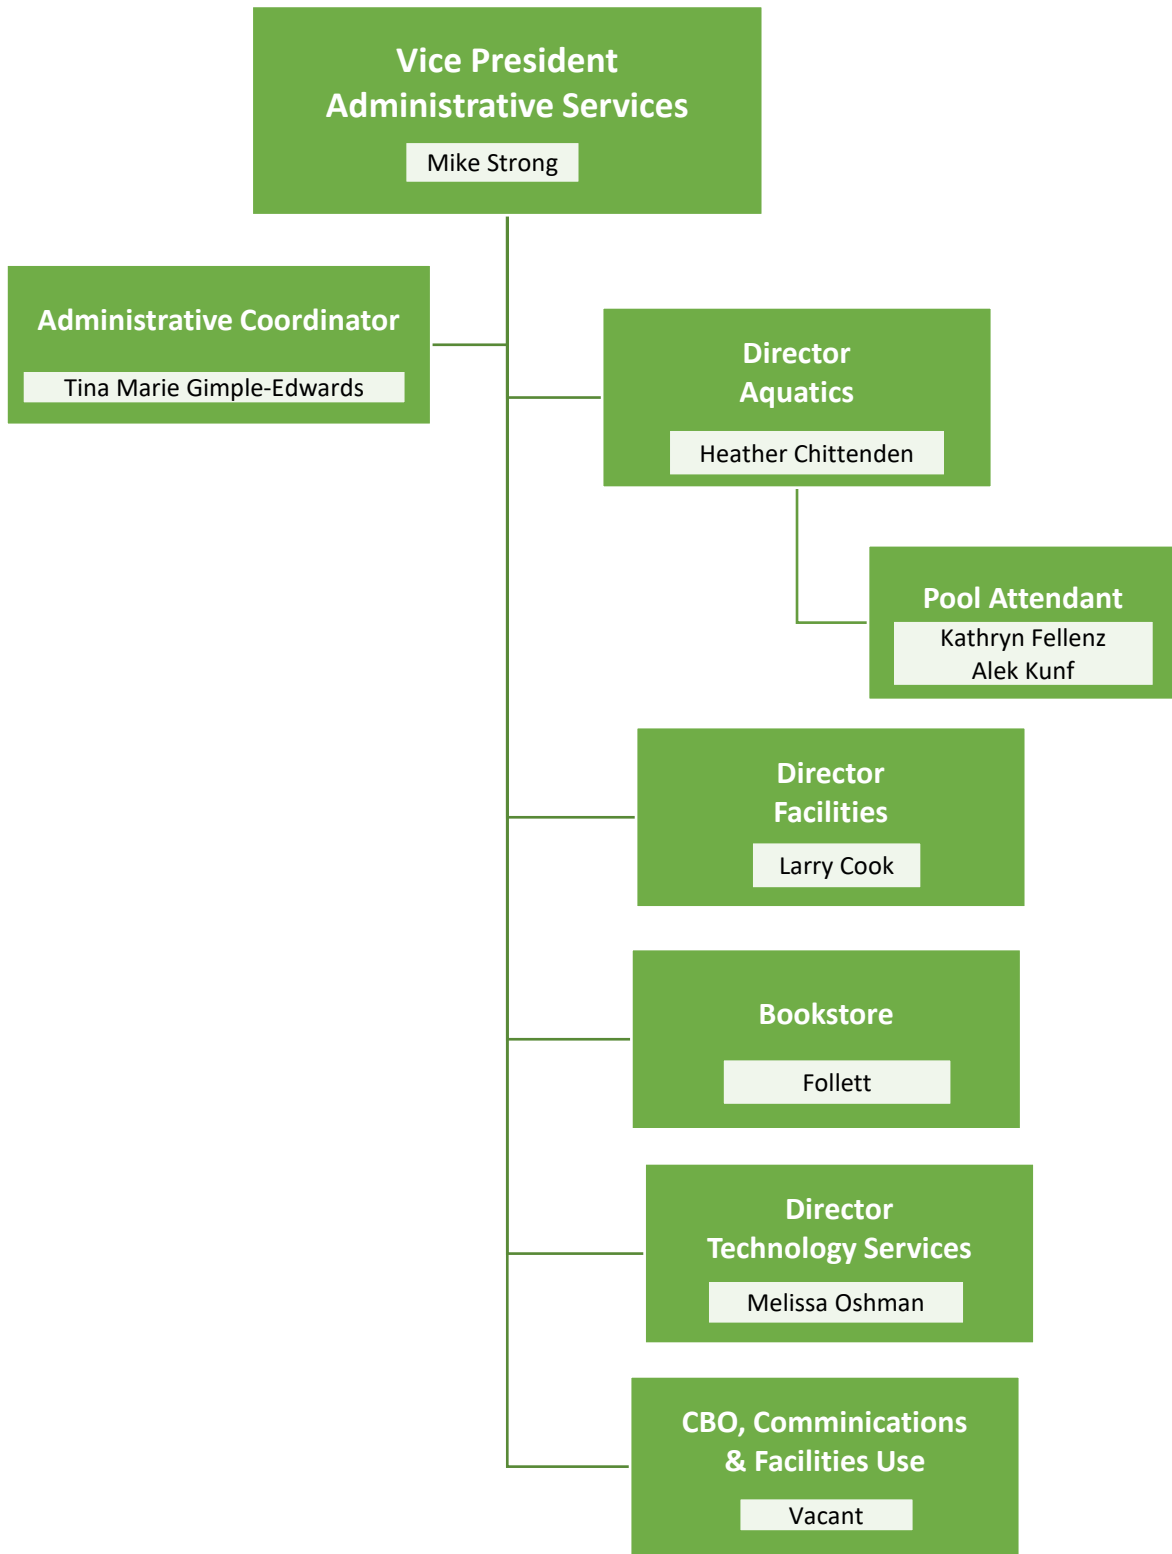 Vice President
Administrative Services
Mike Strong
Administrative Coordinator
Tina Marie Gimple-Edwards
Director
Aquatics
Heather Chittenden
Pool Attendant
Kathryn Fellenz
Alek Kunf
Director
Facilities
Larry Cook
Bookstore
Follett
Director
Technology Services
Melissa Oshman
CBO, Comminications
& Facilities Use
Vacant